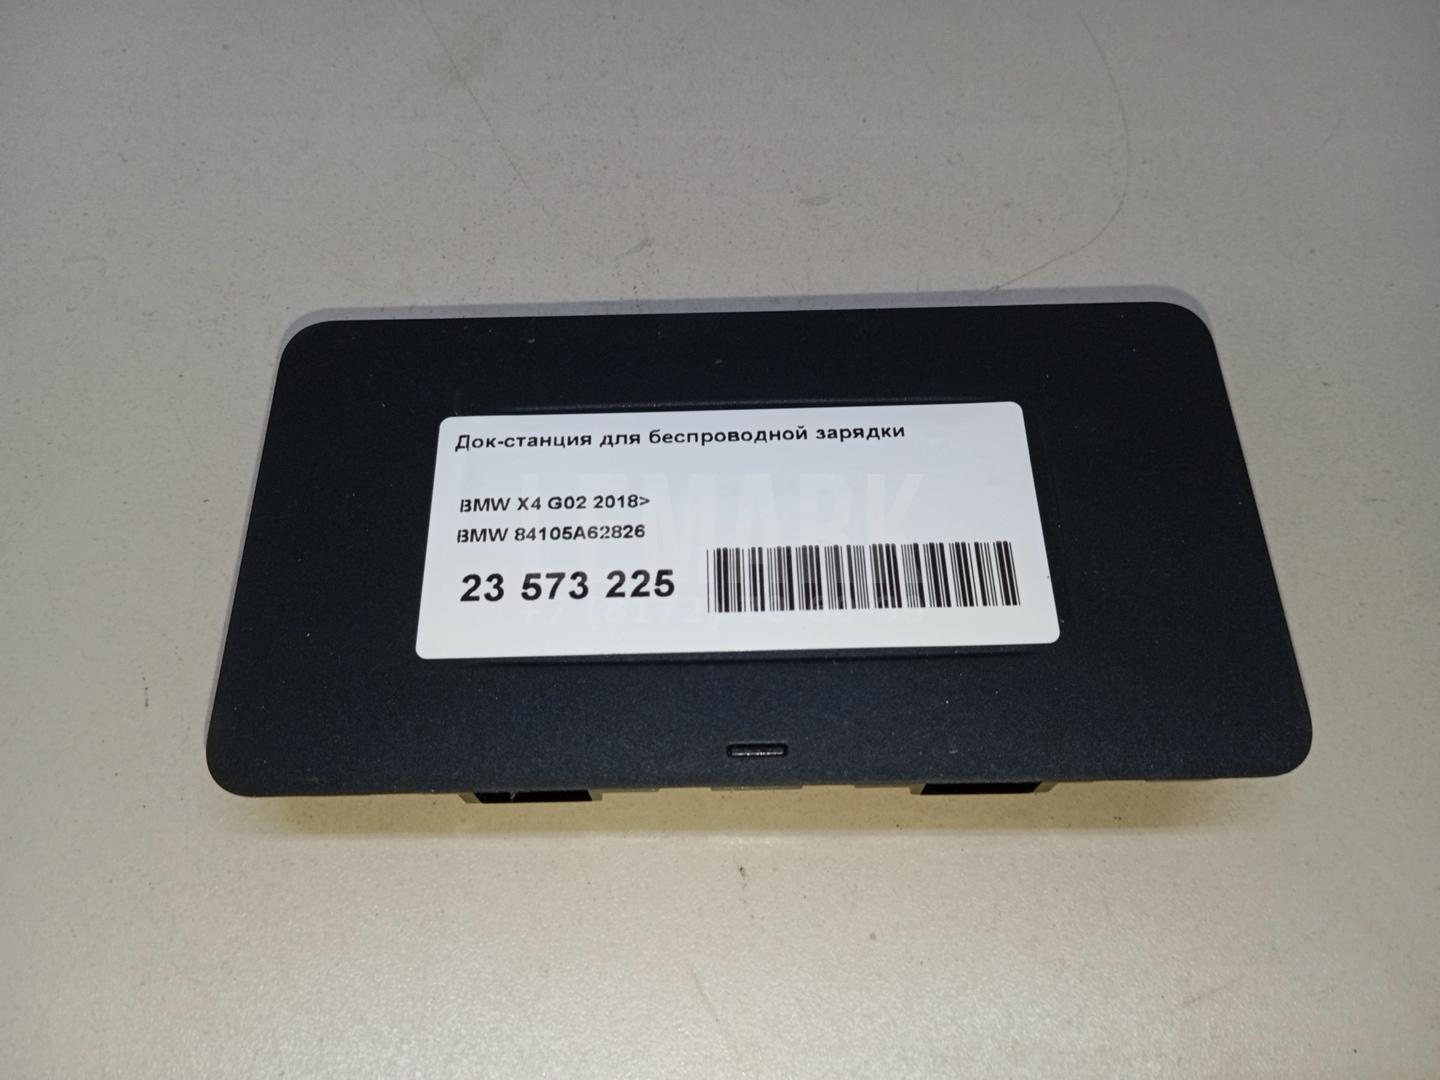 Док-станция для беспроводной зарядки
BMW X4 G02 2018>
BMW 84105A62826
23 573 225